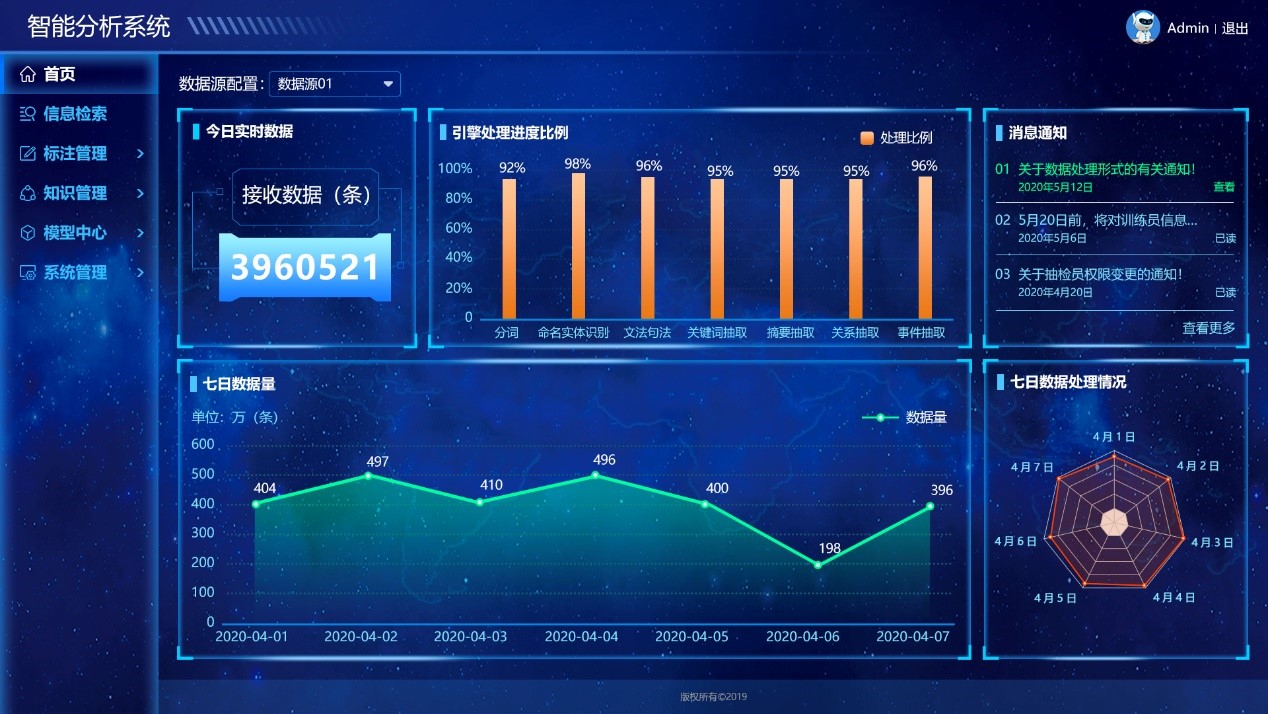 智能分析系统
Admin | 退出
首页
信息检索
标注管理
知识管理
模型中心
系统管理
数据源配置：数据源01
今日实时数据
接收数据（条）
3960521
引擎处理进度比例
处理比例
100%
80%
60%
40%
20%
0
92% 98% 96% 95% 95% 95% 96%
分词 命名实体识别 文法句法 关键词抽取 摘要抽取 关系抽取 事件抽取
消息通知
01 关于数据处理形式的有关通知！
2020年5月12日 查看
02 5月20日前，将对训练员信息...
2020年5月6日 已读
03 关于抽检员权限变更的通知！
2020年4月20日 已读
查看更多
七日数据量
单位：万（条）
数据量
600
500
400
300
200
100
0
404 497 410 496 400 198 396
2020-04-01 2020-04-02 2020-04-03 2020-04-04 2020-04-05 2020-04-06 2020-04-07
七日数据处理情况
4月1日
4月2日
4月3日
4月4日
4月5日
4月6日
4月7日
版权所有©2019